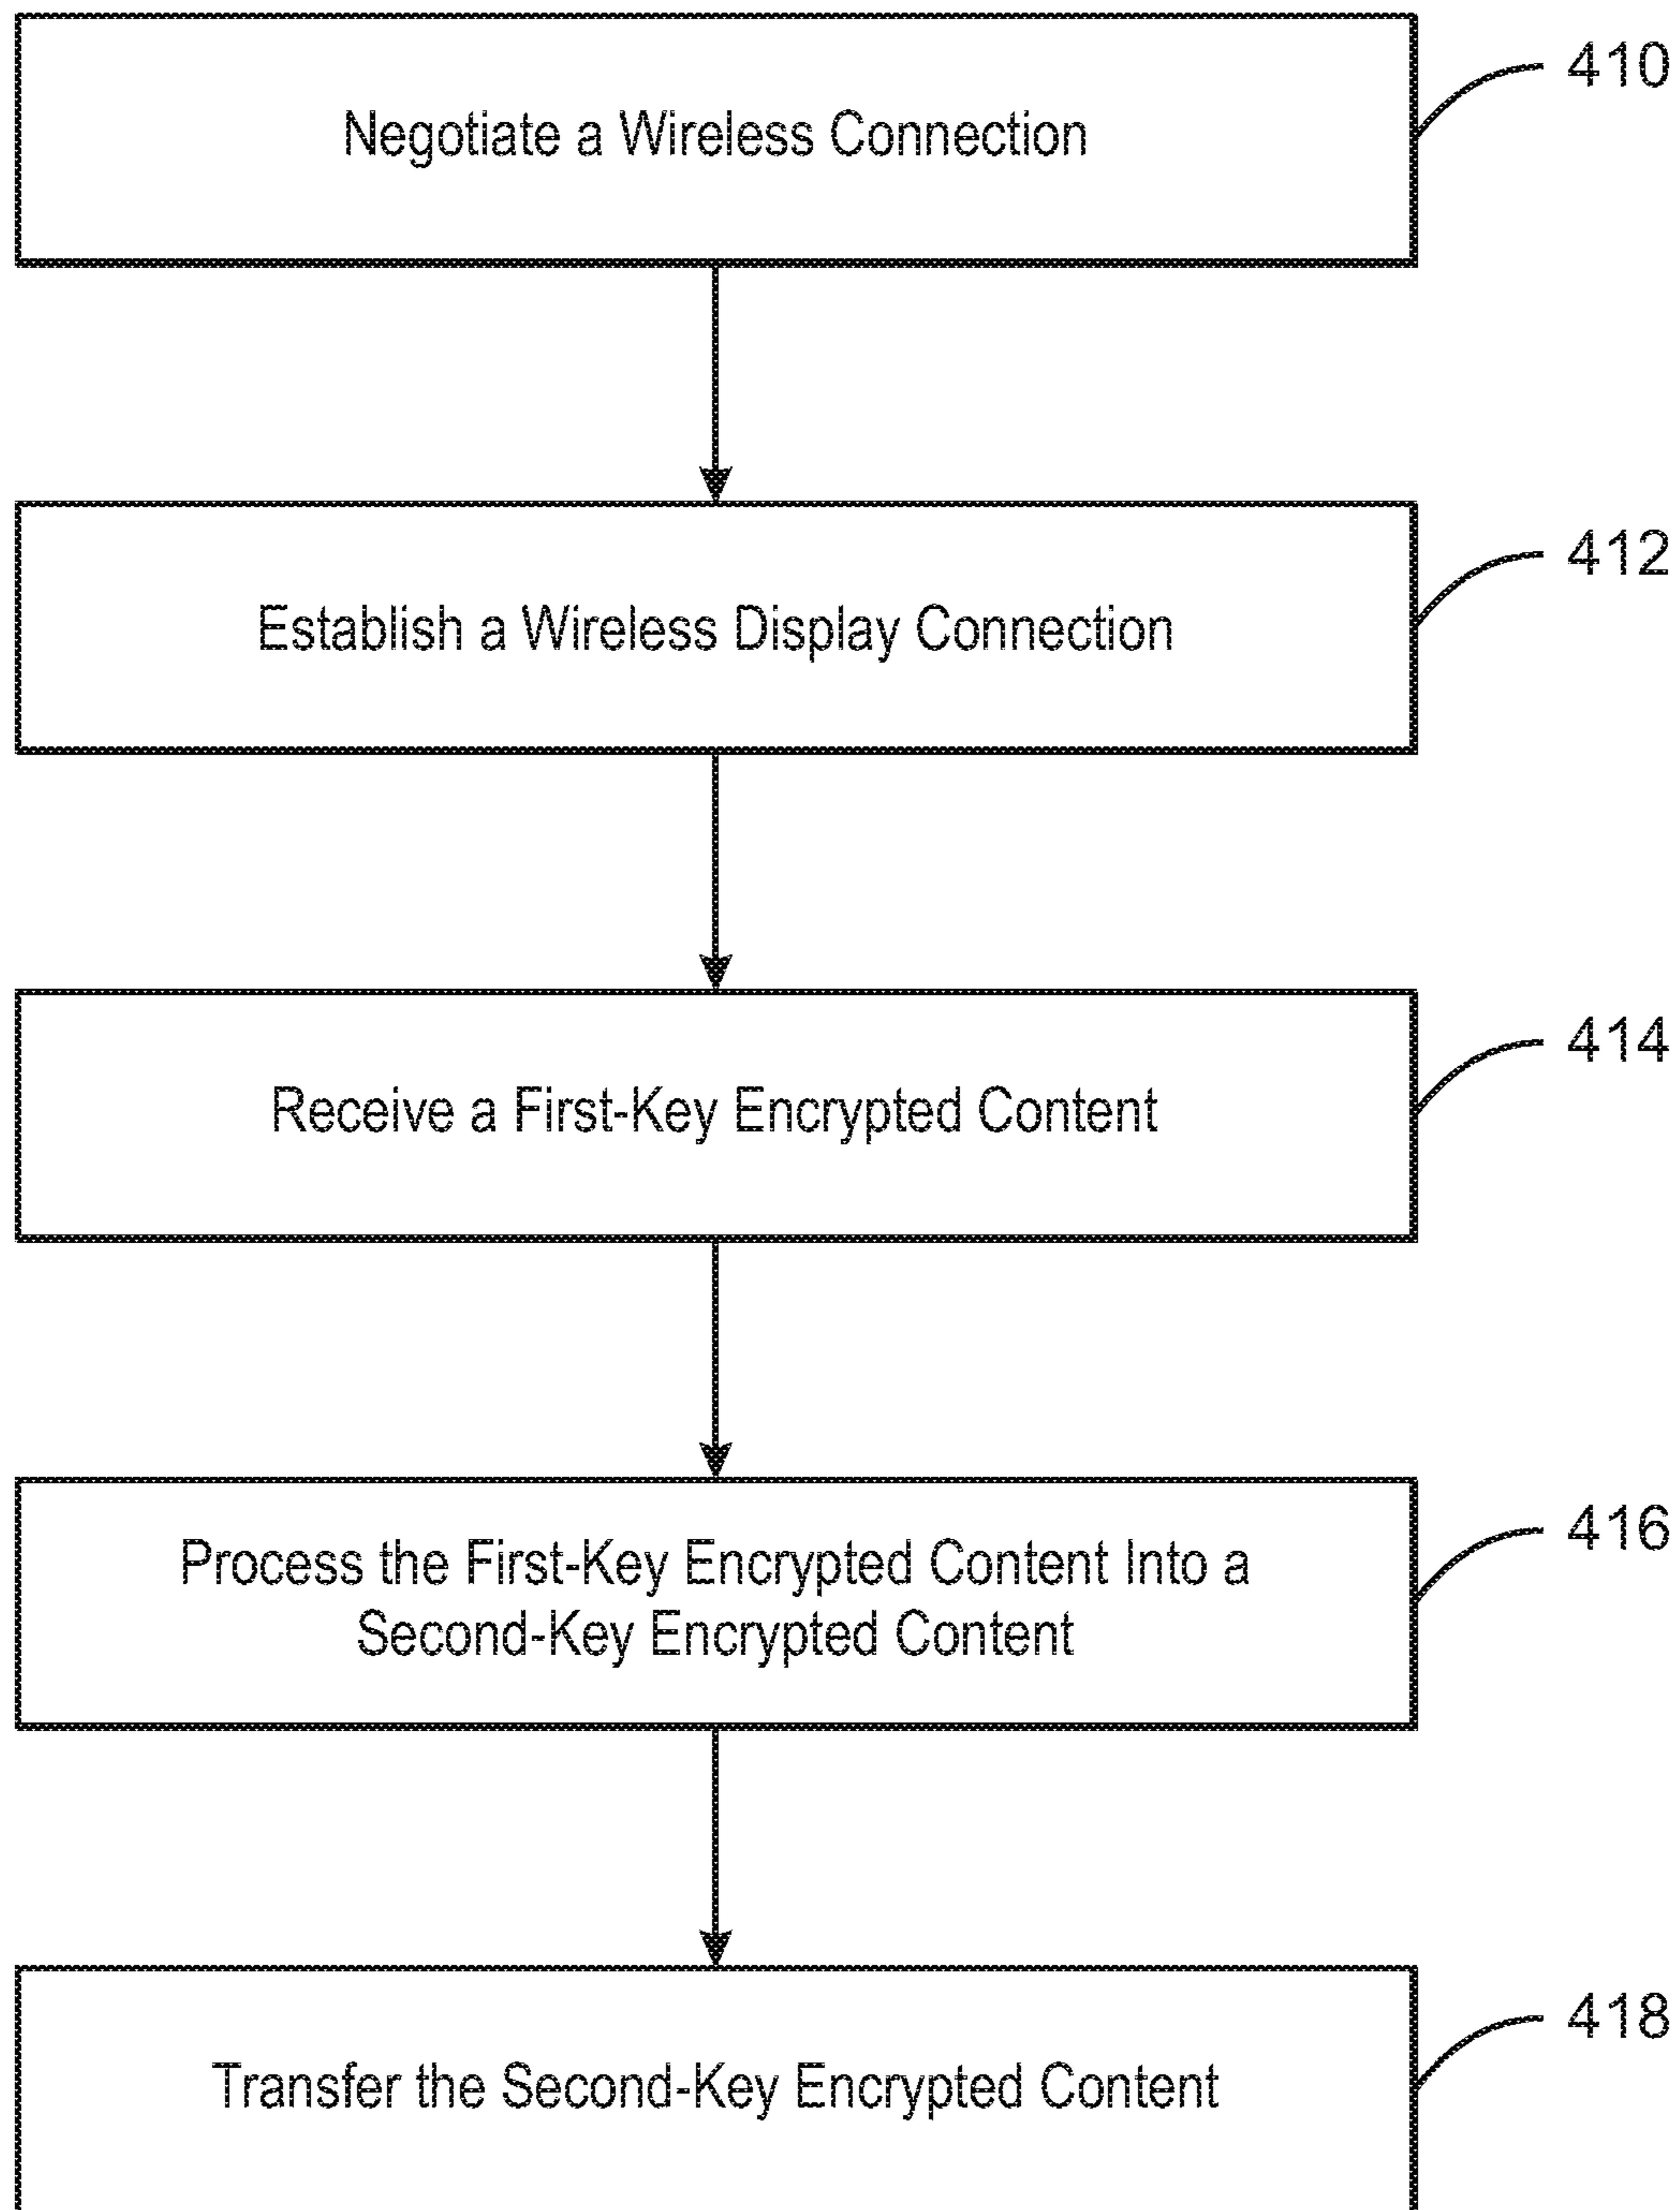 Negotiate a Wireless Connection
410
Establish a Wireless Display Connection
412
Receive a First-Key Encrypted Content
414
Process the First-Key Encrypted Content Into a
Second-Key Encrypted Content
416
Transfer the Second-Key Encrypted Content
418